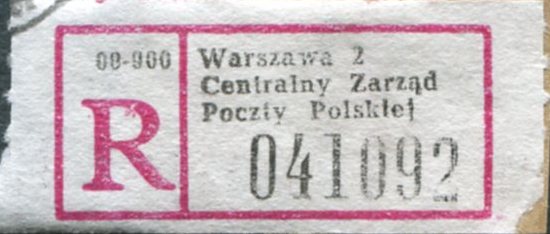 00-900
R
Warszawa 2
Centralny Zarząd
Poczty Polskiej
041092